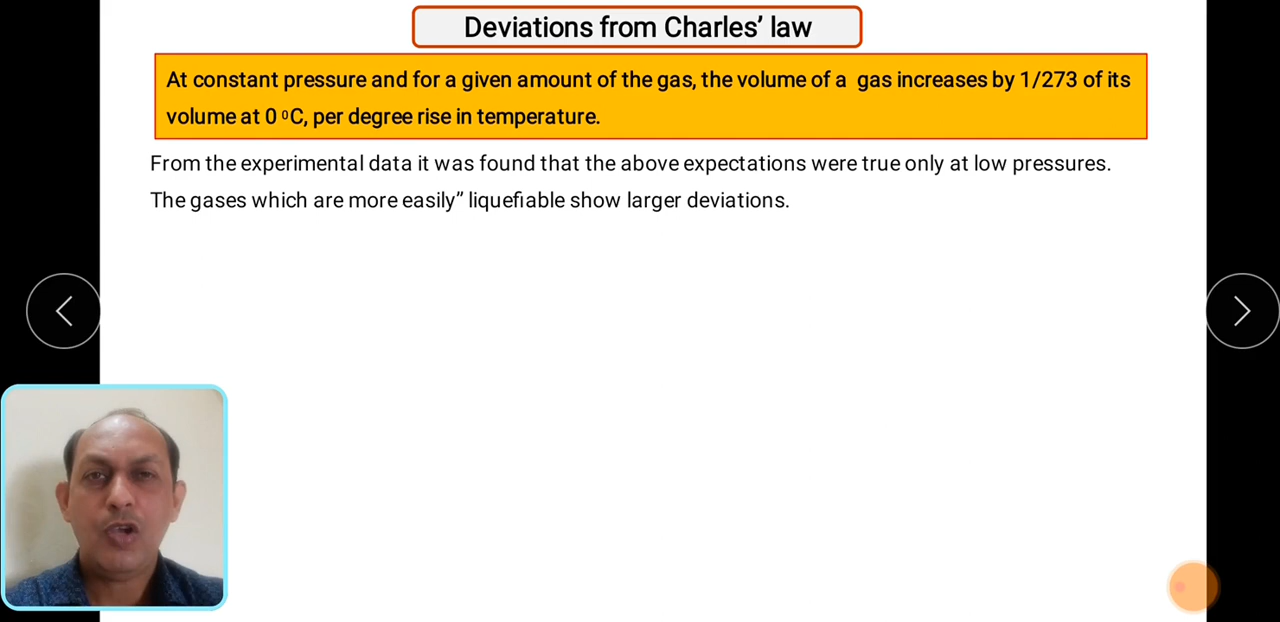 Deviations from Charles’ law
At constant pressure and for a given amount of the gas, the volume of a gas increases by 1/273 of its
volume at 0 ⁰C, per degree rise in temperature.
From the experimental data it was found that the above expectations were true only at low pressures.
The gases which are more easily” liquefiable show larger deviations.